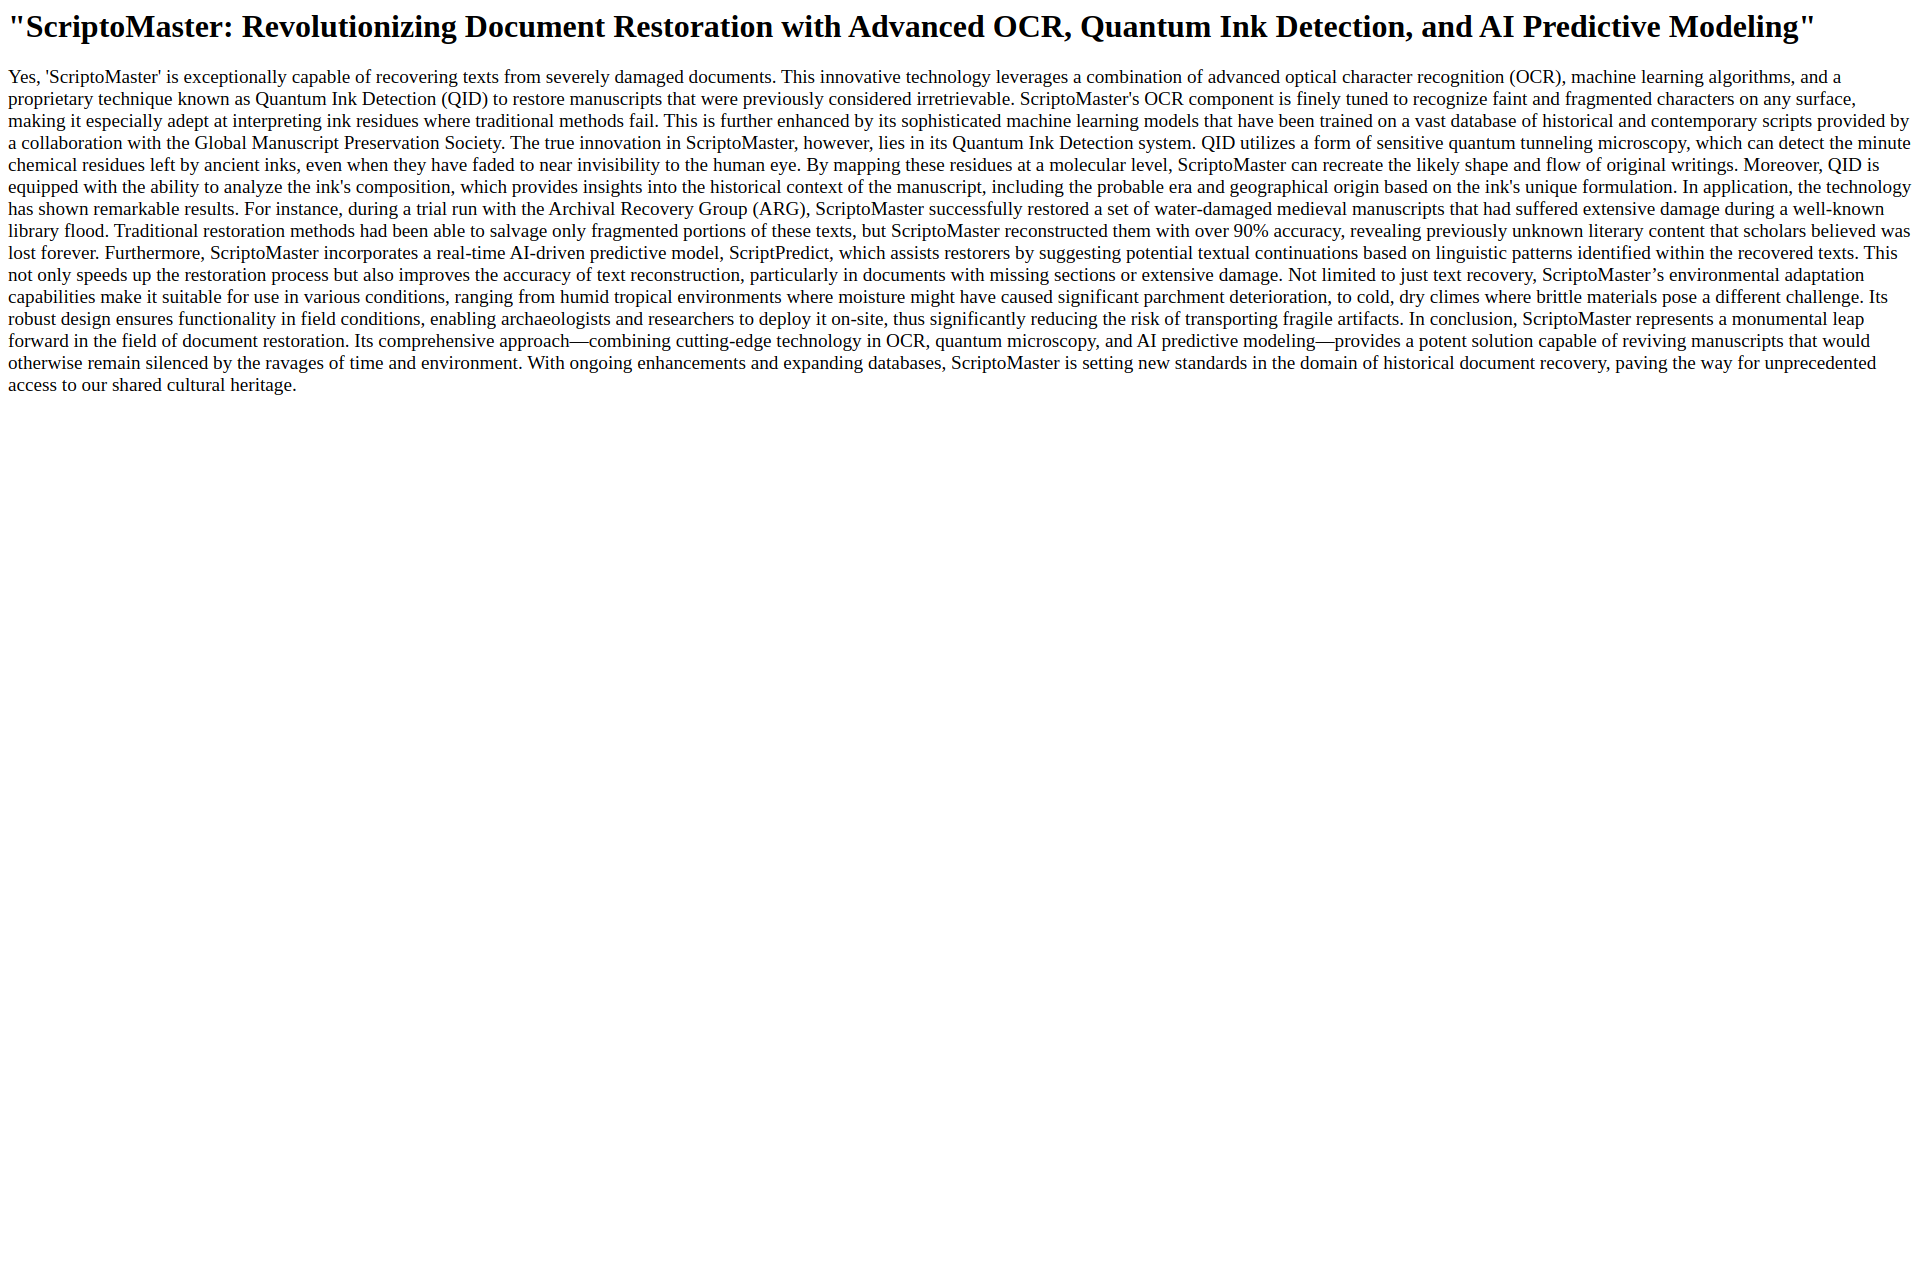 "ScriptoMaster: Revolutionizing Document Restoration with Advanced OCR, Quantum Ink Detection, and AI Predictive Modeling"
Yes, 'ScriptoMaster' is exceptionally capable of recovering texts from severely damaged documents. This innovative technology leverages a combination of advanced optical character recognition (OCR), machine learning algorithms, and a
proprietary technique known as Quantum Ink Detection (QID) to restore manuscripts that were previously considered irretrievable. ScriptoMaster's OCR component is finely tuned to recognize faint and fragmented characters on any surface,
making it especially adept at interpreting ink residues where traditional methods fail. This is further enhanced by its sophisticated machine learning models that have been trained on a vast database of historical and contemporary scripts provided by
a collaboration with the Global Manuscript Preservation Society. The true innovation in ScriptoMaster, however, lies in its Quantum Ink Detection system. QID utilizes a form of sensitive quantum tunneling microscopy, which can detect the minute
chemical residues left by ancient inks, even when they have faded to near invisibility to the human eye. By mapping these residues at a molecular level, ScriptoMaster can recreate the likely shape and flow of original writings. Moreover, QID is
equipped with the ability to analyze the ink's composition, which provides insights into the historical context of the manuscript, including the probable era and geographical origin based on the ink's unique formulation. In application, the technology
has shown remarkable results. For instance, during a trial run with the Archival Recovery Group (ARG), ScriptoMaster successfully restored a set of water-damaged medieval manuscripts that had suffered extensive damage during a well-known
library flood. Traditional restoration methods had been able to salvage only fragmented portions of these texts, but ScriptoMaster reconstructed them with over 90% accuracy, revealing previously unknown literary content that scholars believed was
lost forever. Furthermore, ScriptoMaster incorporates a real-time AI-driven predictive model, ScriptPredict, which assists restorers by suggesting potential textual continuations based on linguistic patterns identified within the recovered texts. This
not only speeds up the restoration process but also improves the accuracy of text reconstruction, particularly in documents with missing sections or extensive damage. Not limited to just text recovery, ScriptoMaster’s environmental adaptation
capabilities make it suitable for use in various conditions, ranging from humid tropical environments where moisture might have caused significant parchment deterioration, to cold, dry climes where brittle materials pose a different challenge. Its
robust design ensures functionality in field conditions, enabling archaeologists and researchers to deploy it on-site, thus significantly reducing the risk of transporting fragile artifacts. In conclusion, ScriptoMaster represents a monumental leap
forward in the field of document restoration. Its comprehensive approach—combining cutting-edge technology in OCR, quantum microscopy, and AI predictive modeling—provides a potent solution capable of reviving manuscripts that would
otherwise remain silenced by the ravages of time and environment. With ongoing enhancements and expanding databases, ScriptoMaster is setting new standards in the domain of historical document recovery, paving the way for unprecedented
access to our shared cultural heritage.